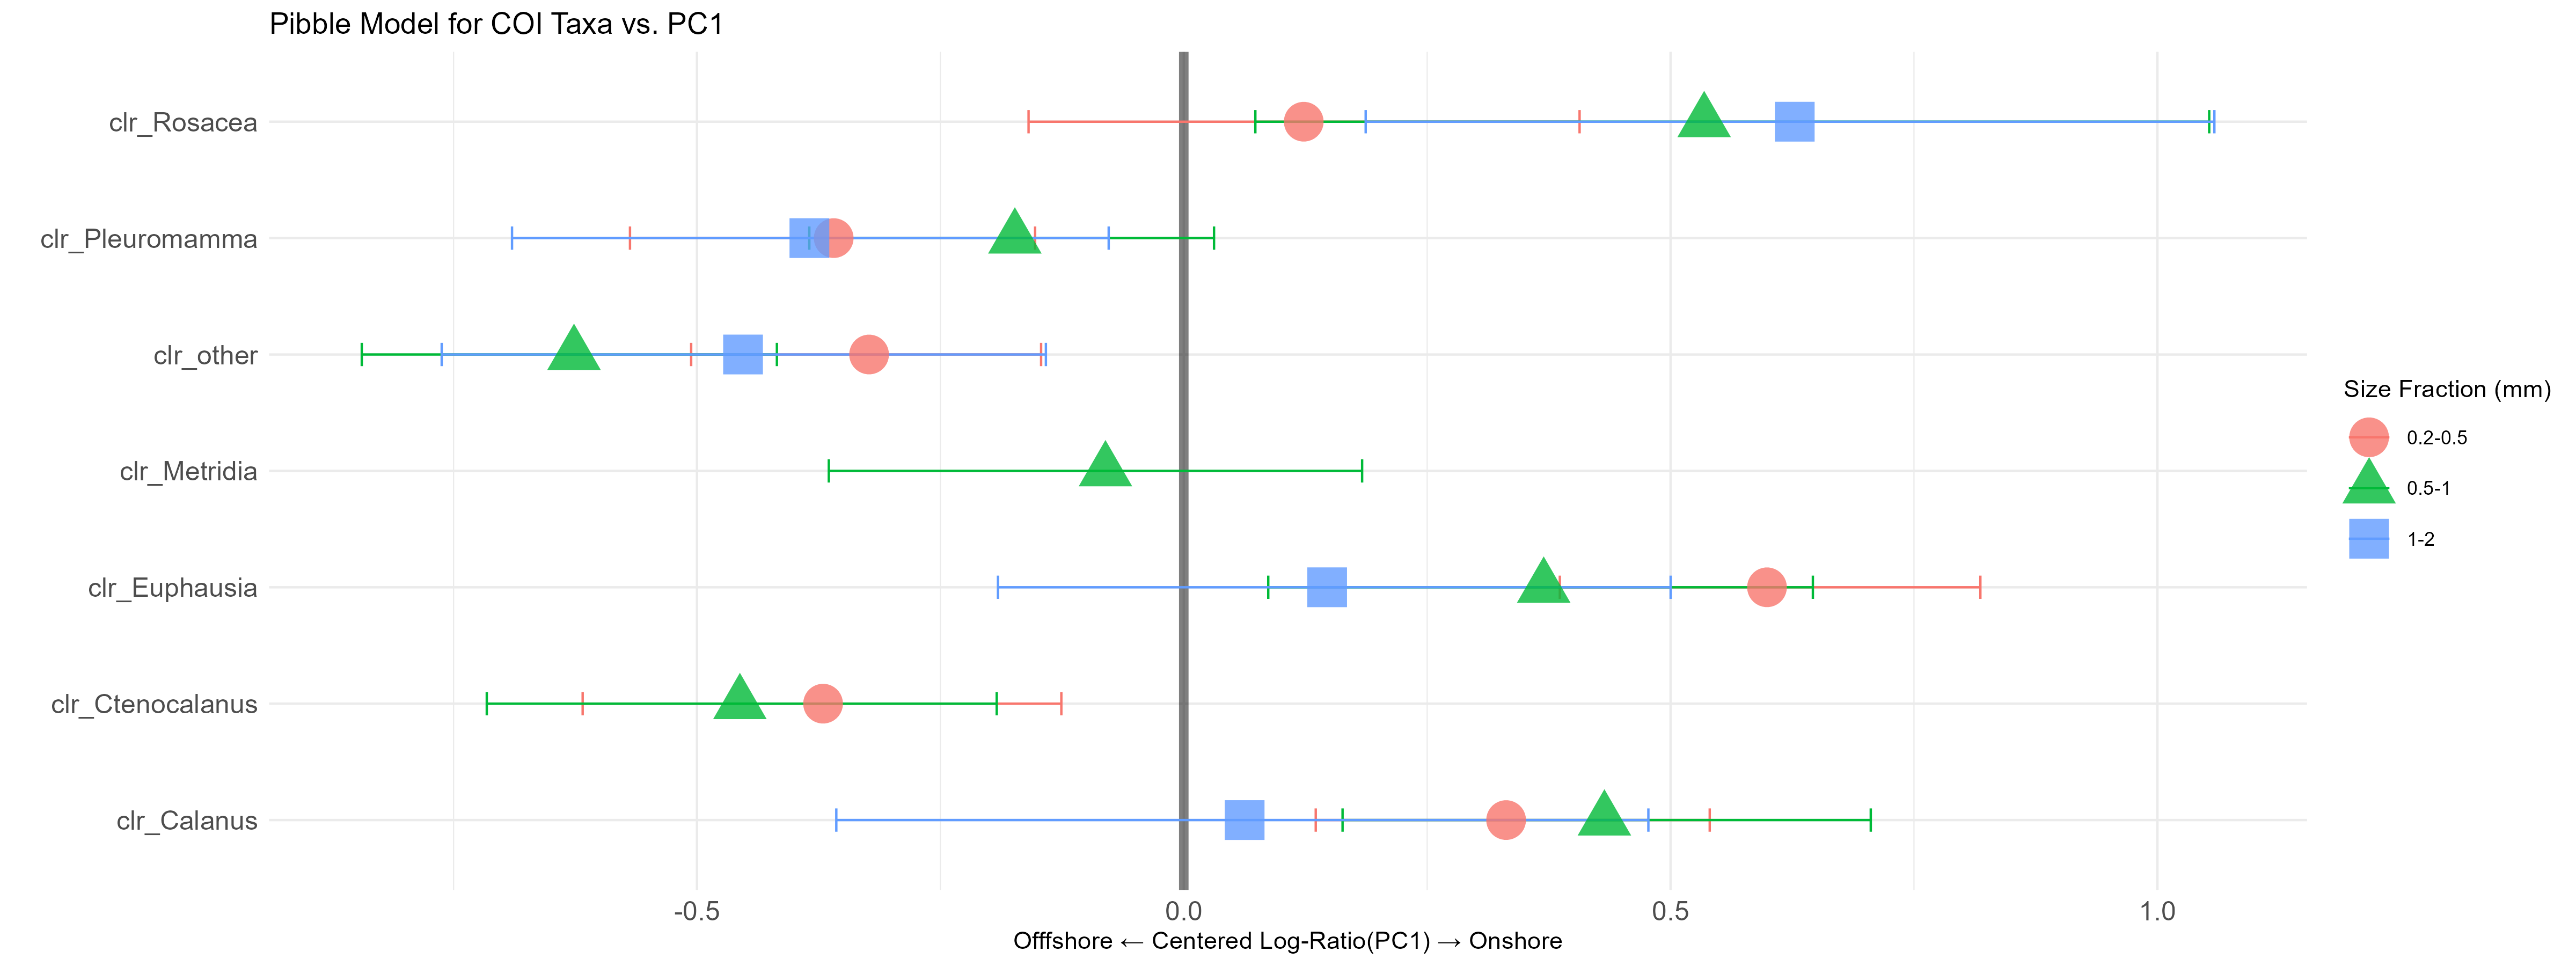 Pibble Model for COI Taxa vs. PC1
clr_Rosacea
clr_Pleuromamma
clr_other
clr_Metridia
clr_Euphausia
clr_Ctenocalanus
clr_Calanus
-0.5 0.0 0.5 1.0
Offfshore ← Centered Log-Ratio(PC1) → Onshore
Size Fraction (mm)
0.2-0.5
0.5-1
1-2